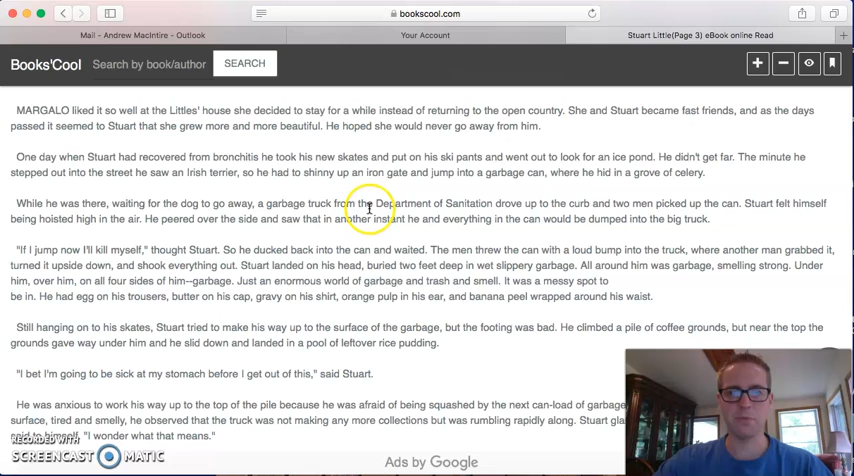 bookscool.com
Mail - Andrew MacIntire - Outlook
Your Account
Stuart Little(Page 3) eBook online Read
Books'Cool
Search by book/author
SEARCH
MARGALO liked it so well at the Littles' house she decided to stay for a while instead of returning to the open country. She and Stuart became fast friends, and as the days
passed it seemed to Stuart that she grew more and more beautiful. He hoped she would never go away from him.
One day when Stuart had recovered from bronchitis he took his new skates and put on his ski pants and went out to look for an ice pond. He didn't get far. The minute he
stepped out into the street he saw an Irish terrier, so he had to shinny up an iron gate and jump into a garbage can, where he hid in a grove of celery.
While he was there, waiting for the dog to go away, a garbage truck from the Department of Sanitation drove up to the curb and two men picked up the can. Stuart felt himself
being hoisted high in the air. He peered over the side and saw that in another instant he and everything in the can would be dumped into the big truck.
"If I jump now I'll kill myself," thought Stuart. So he ducked back into the can and waited. The men threw the can with a loud bump into the truck, where another man grabbed it,
turned it upside down, and shook everything out. Stuart landed on his head, buried two feet deep in wet slippery garbage. All around him was garbage, smelling strong. Under
him, over him, on all four sides of him--garbage. Just an enormous world of garbage and trash and smell. It was a messy spot to
be in. He had egg on his trousers, butter on his cap, gravy on his shirt, orange pulp in his ear, and banana peel wrapped around his waist.
Still hanging on to his skates, Stuart tried to make his way up to the surface of the garbage, but the footing was bad. He climbed a pile of coffee grounds, but near the top the
grounds gave way under him and he slid down and landed in a pool of leftover rice pudding.
"I bet I'm going to be sick at my stomach before I get out of this," said Stuart.
He was anxious to work his way up to the top of the pile because he was afraid of being squashed by the next can-load of garbage
surface, tired and smelly, he observed that the truck was not making any more collections but was rumbling rapidly along. Stuart
said to himself. "I wonder what that means."
RECORDED WITH
SCREENCAST MATIC
Ads by Google